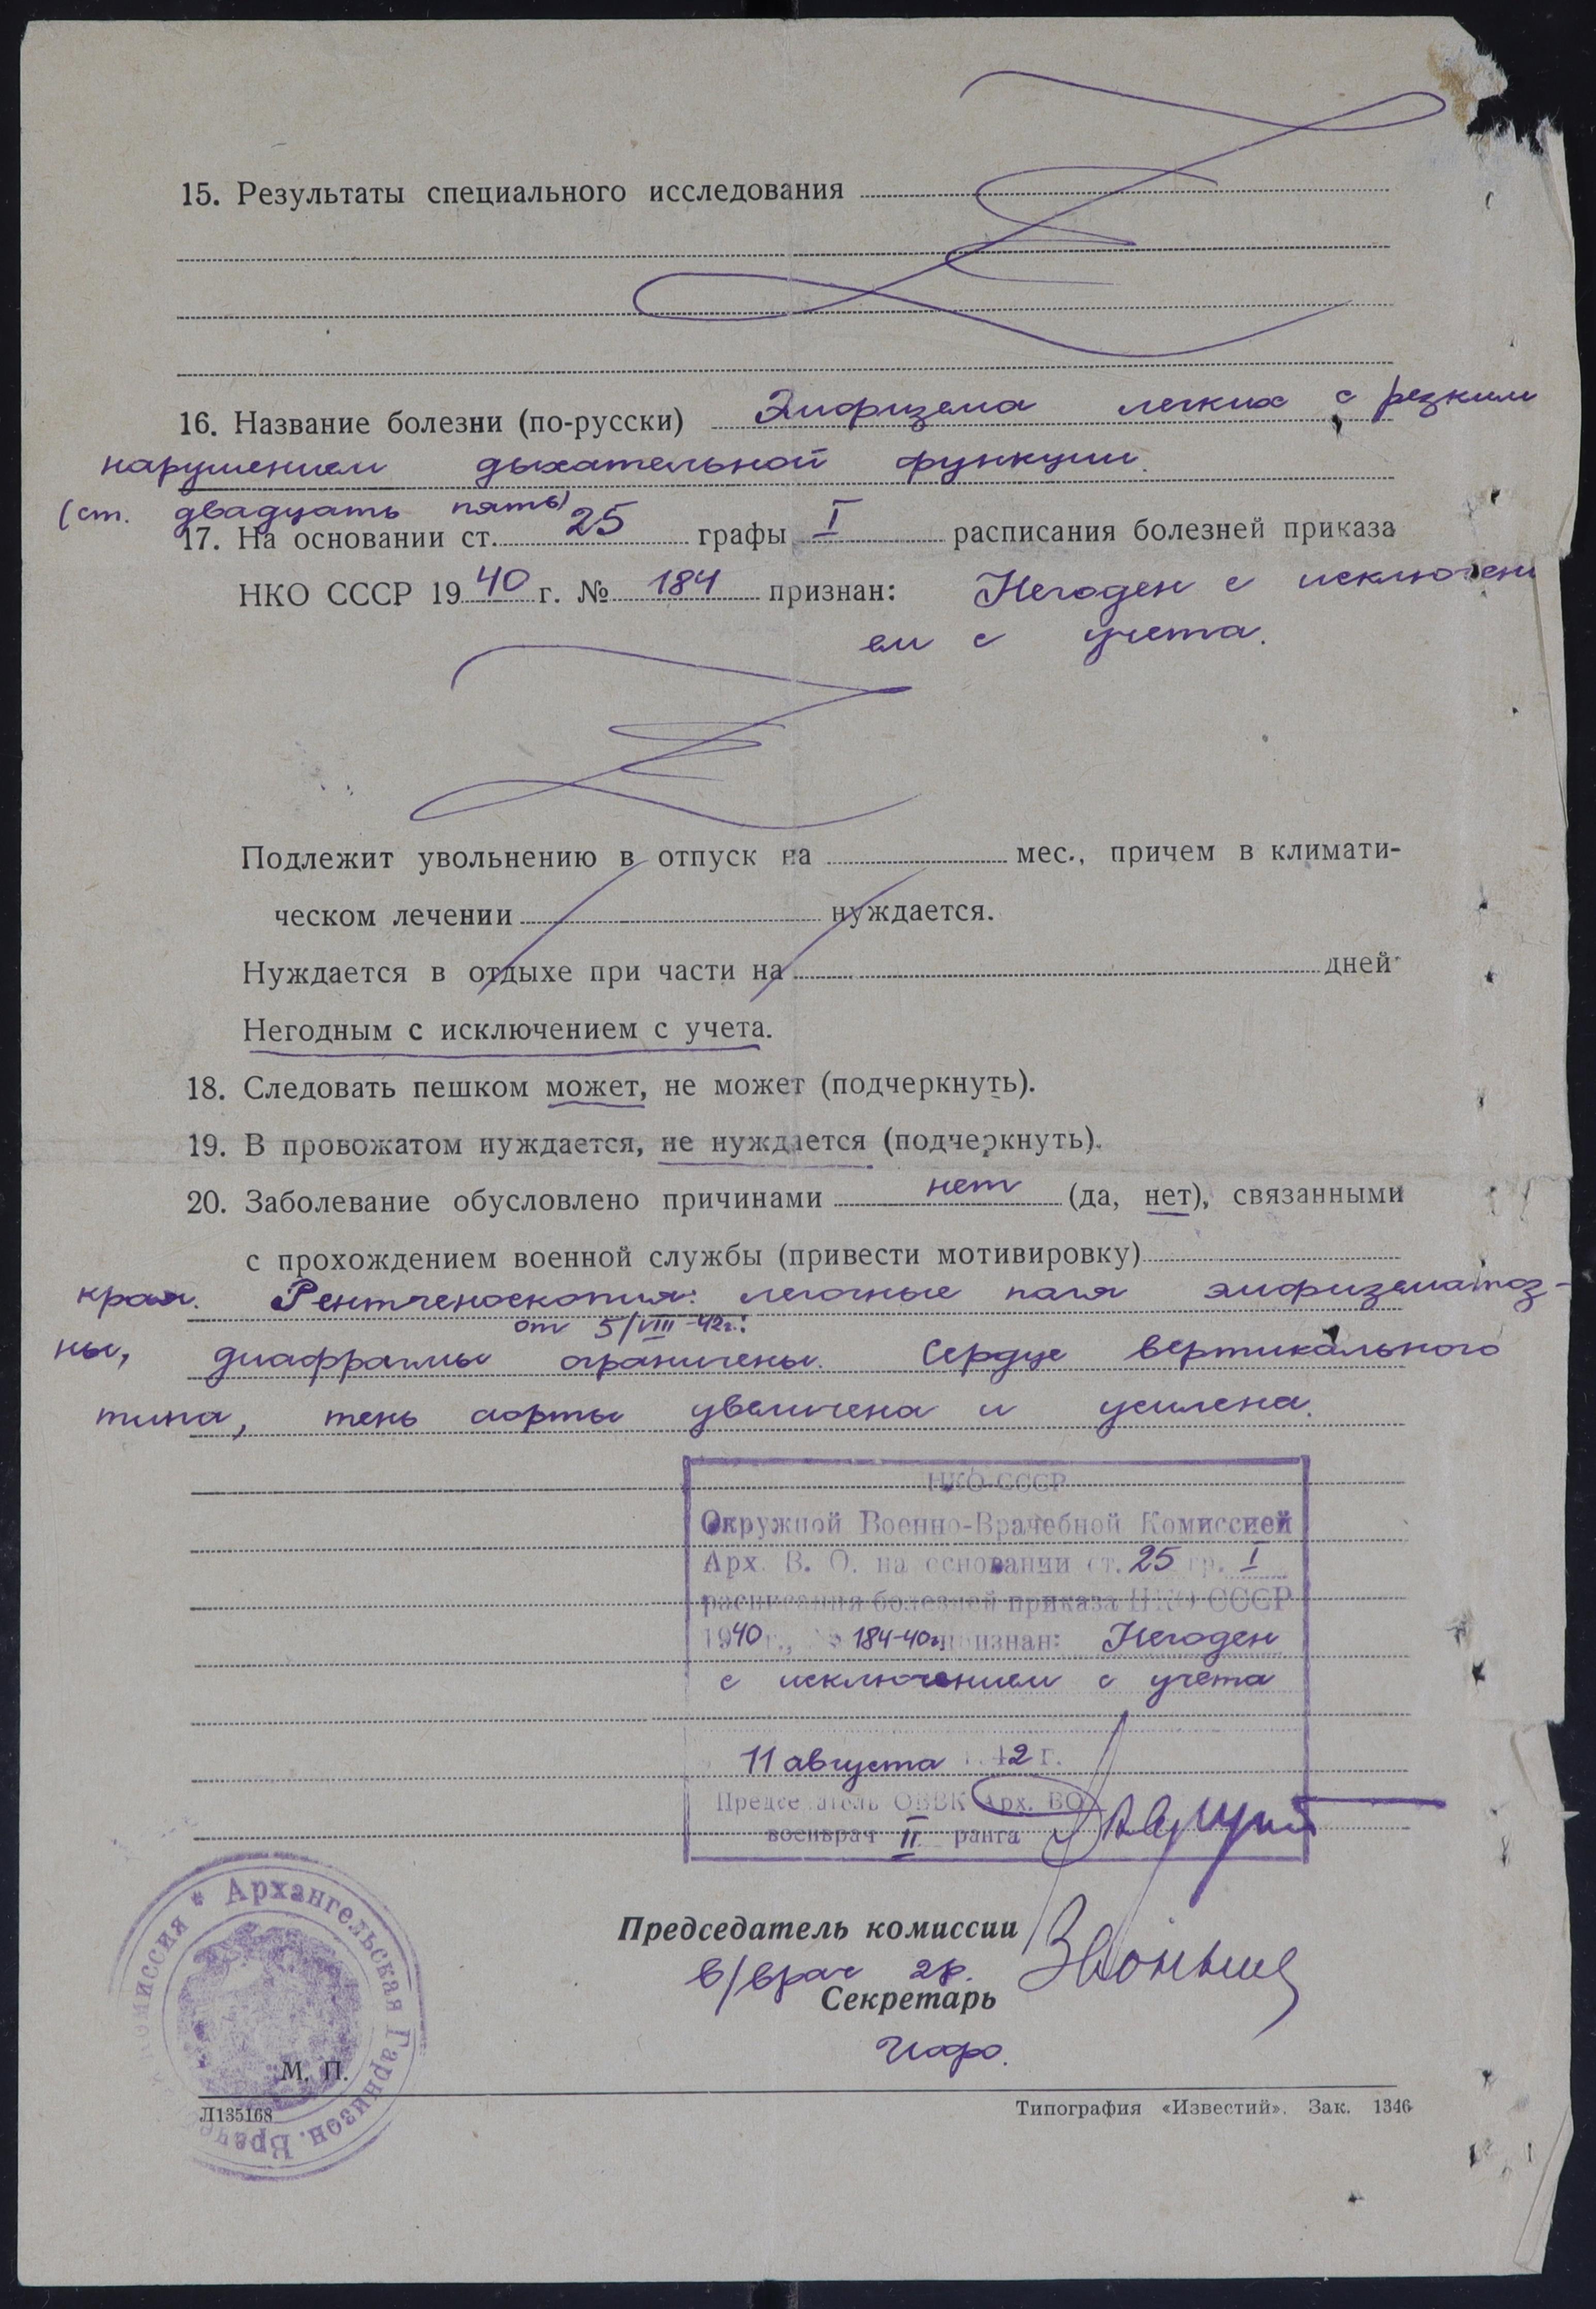 15. Результаты специального исследования
16. Название болезни (по-русски) Эмфизема легких с резким
нарушением дыхательной функции.
(ст. двадцать пять)
17. На основании ст. 25 графы I расписания болезней приказа
НКО СССР 1940 г. № 184 признан: Негоден с исключени
ем с учета.
Подлежит увольнению в отпуск на мес., причем в климати-
ческом лечении нуждается.
Нуждается в отдыхе при части на дней
Негодным с исключением с учета.
18. Следовать пешком может, не может (подчеркнуть).
19. В провожатом нуждается, не нуждается (подчеркнуть).
20. Заболевание обусловлено причинами нет (да, нет), связанными
с прохождением военной службы (привести мотивировку)
края. Рентгеноскопия: легочные поля эмфизематоз-
от 5/VIII-42г.:
ны, диафрагмы ограничены. Сердце вертикального
типа, тень аорты увеличена и усилена.
НКО СССР
Окружной Военно-Врачебной Комиссией
Арх. В. О. на основании ст. 25 гр. I
расписания болезней приказа НКО СССР
1940 г., № 184-40г. признан: Негоден
с исключением с учета
11 августа 42 г.
Председатель ОВВК Арх. ВО
военврач II ранга
Председатель комиссии
в/врач 2р.
Секретарь
М. П.
Архангельская Гарнизон. Врачеб
комиссия
Л135168
Типография «Известий». Зак. 1346